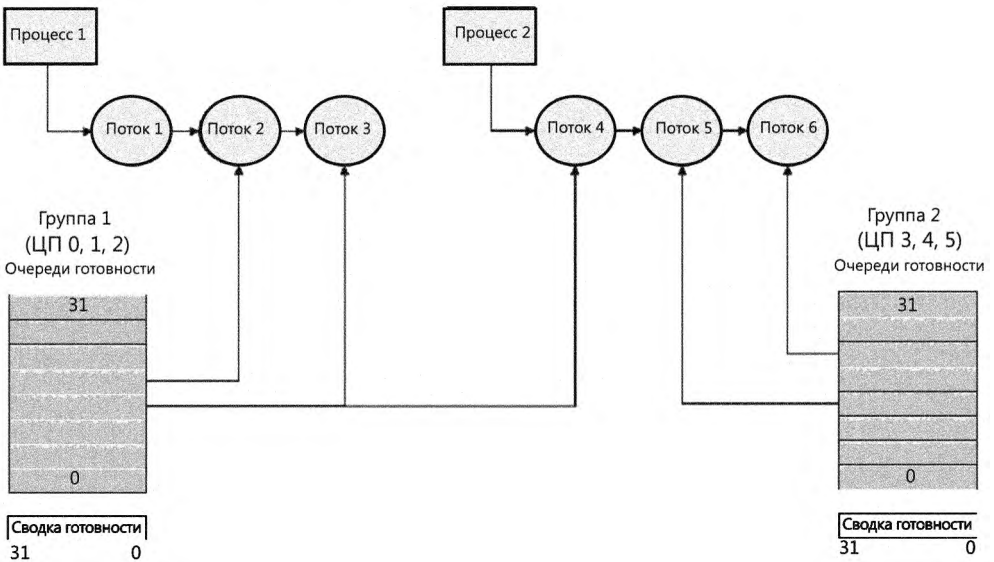 Процесс 1
Процесс 2
Поток 1
Поток 2
Поток 3
Поток 4
Поток 5
Поток 6
Группа 1
(ЦП 0, 1, 2)
Очереди готовности
31
0
Сводка готовности
31 0
Группа 2
(ЦП 3, 4, 5)
Очереди готовности
31
0
Сводка готовности
31 0